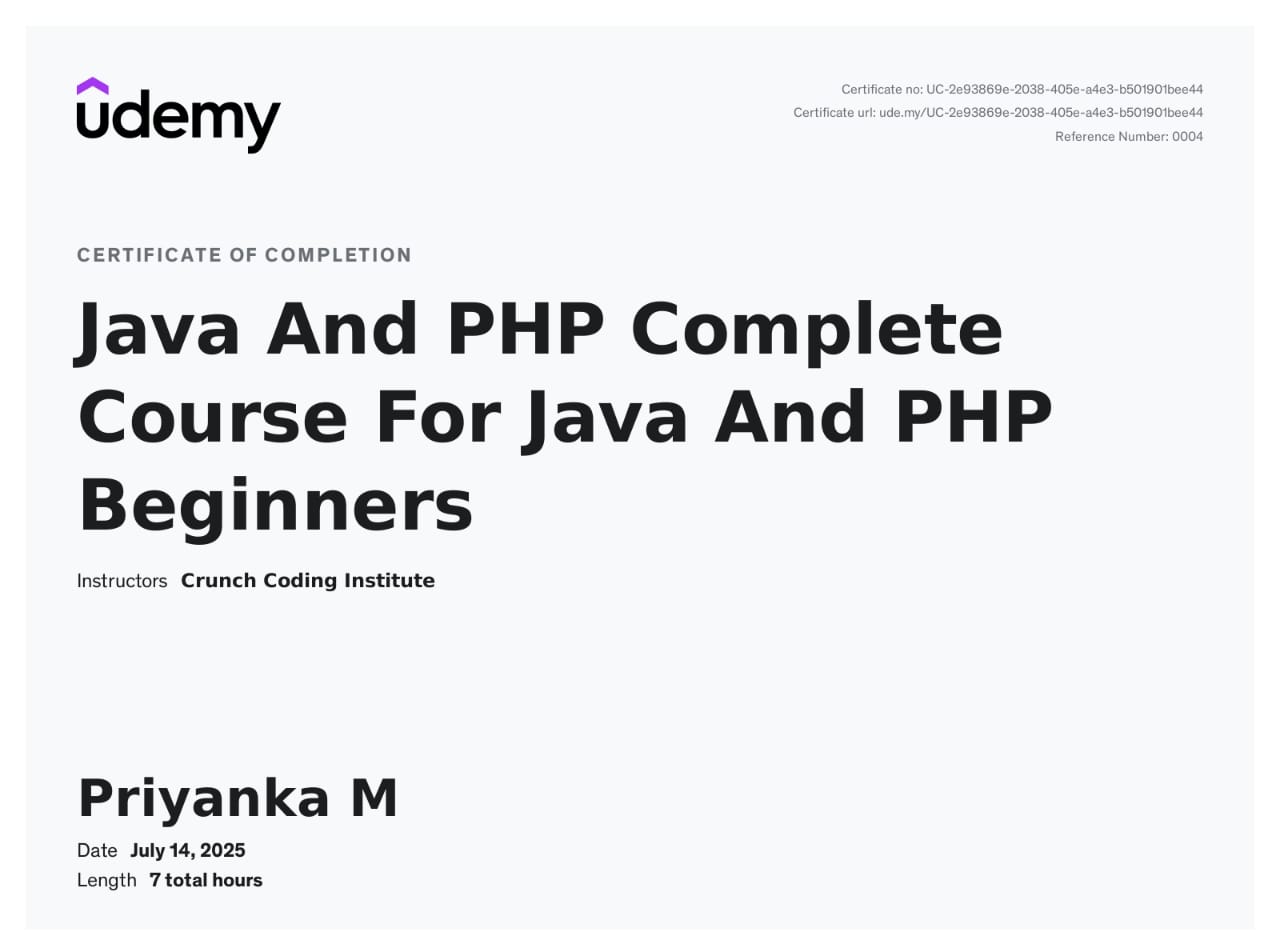 udemy
Certificate no: UC-2e93869e-2038-405e-a4e3-b501901bee44
Certificate url: ude.my/UC-2e93869e-2038-405e-a4e3-b501901bee44
Reference Number: 0004
CERTIFICATE OF COMPLETION
Java And PHP Complete
Course For Java And PHP
Beginners
Instructors Crunch Coding Institute
Priyanka M
Date July 14, 2025
Length 7 total hours